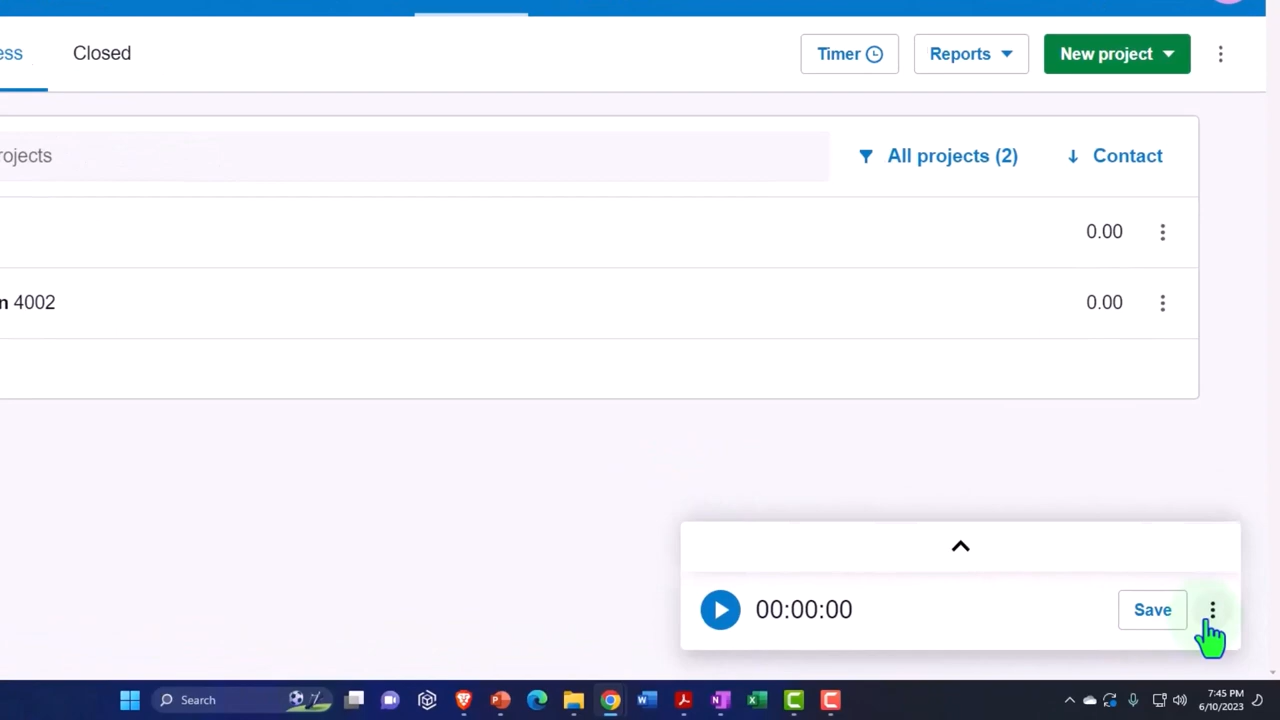 ess Closed Timer Reports New project
rojects All projects (2) Contact
0.00
n 4002 0.00
00:00:00 Save
Search 7:45 PM
6/10/2023